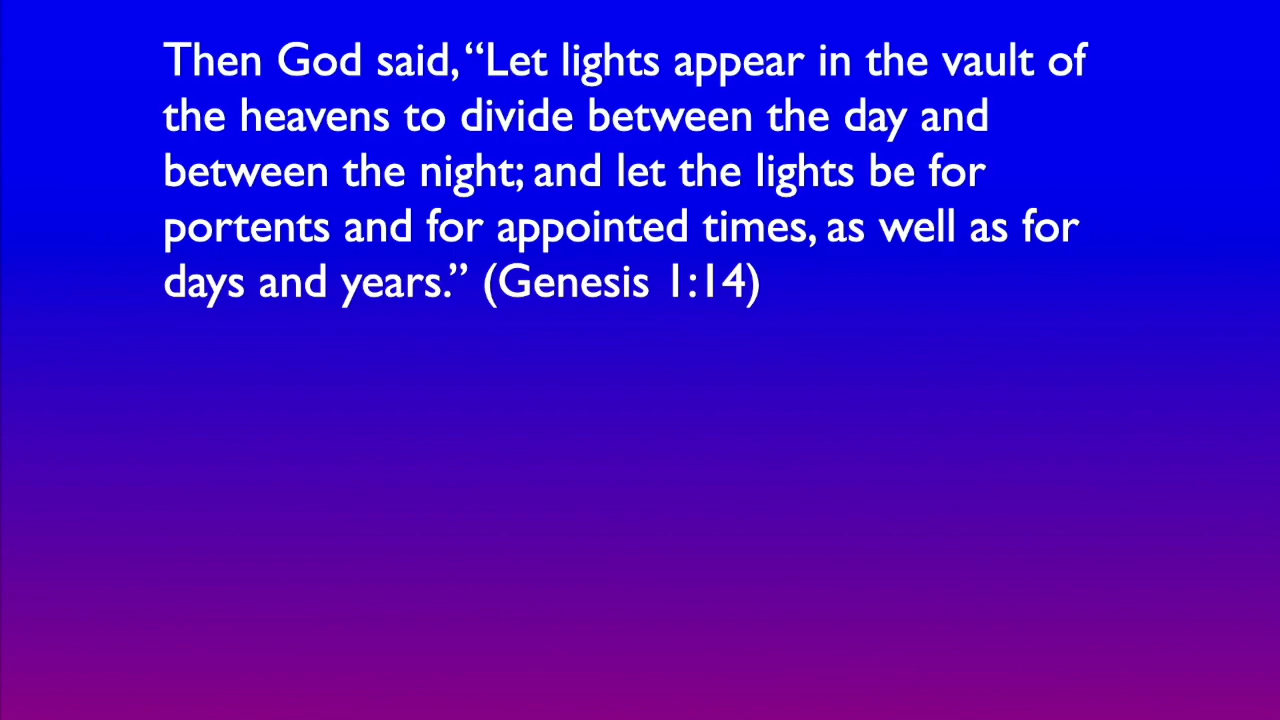 Then God said, “Let lights appear in the vault of
the heavens to divide between the day and
between the night; and let the lights be for
portents and for appointed times, as well as for
days and years.” (Genesis 1:14)